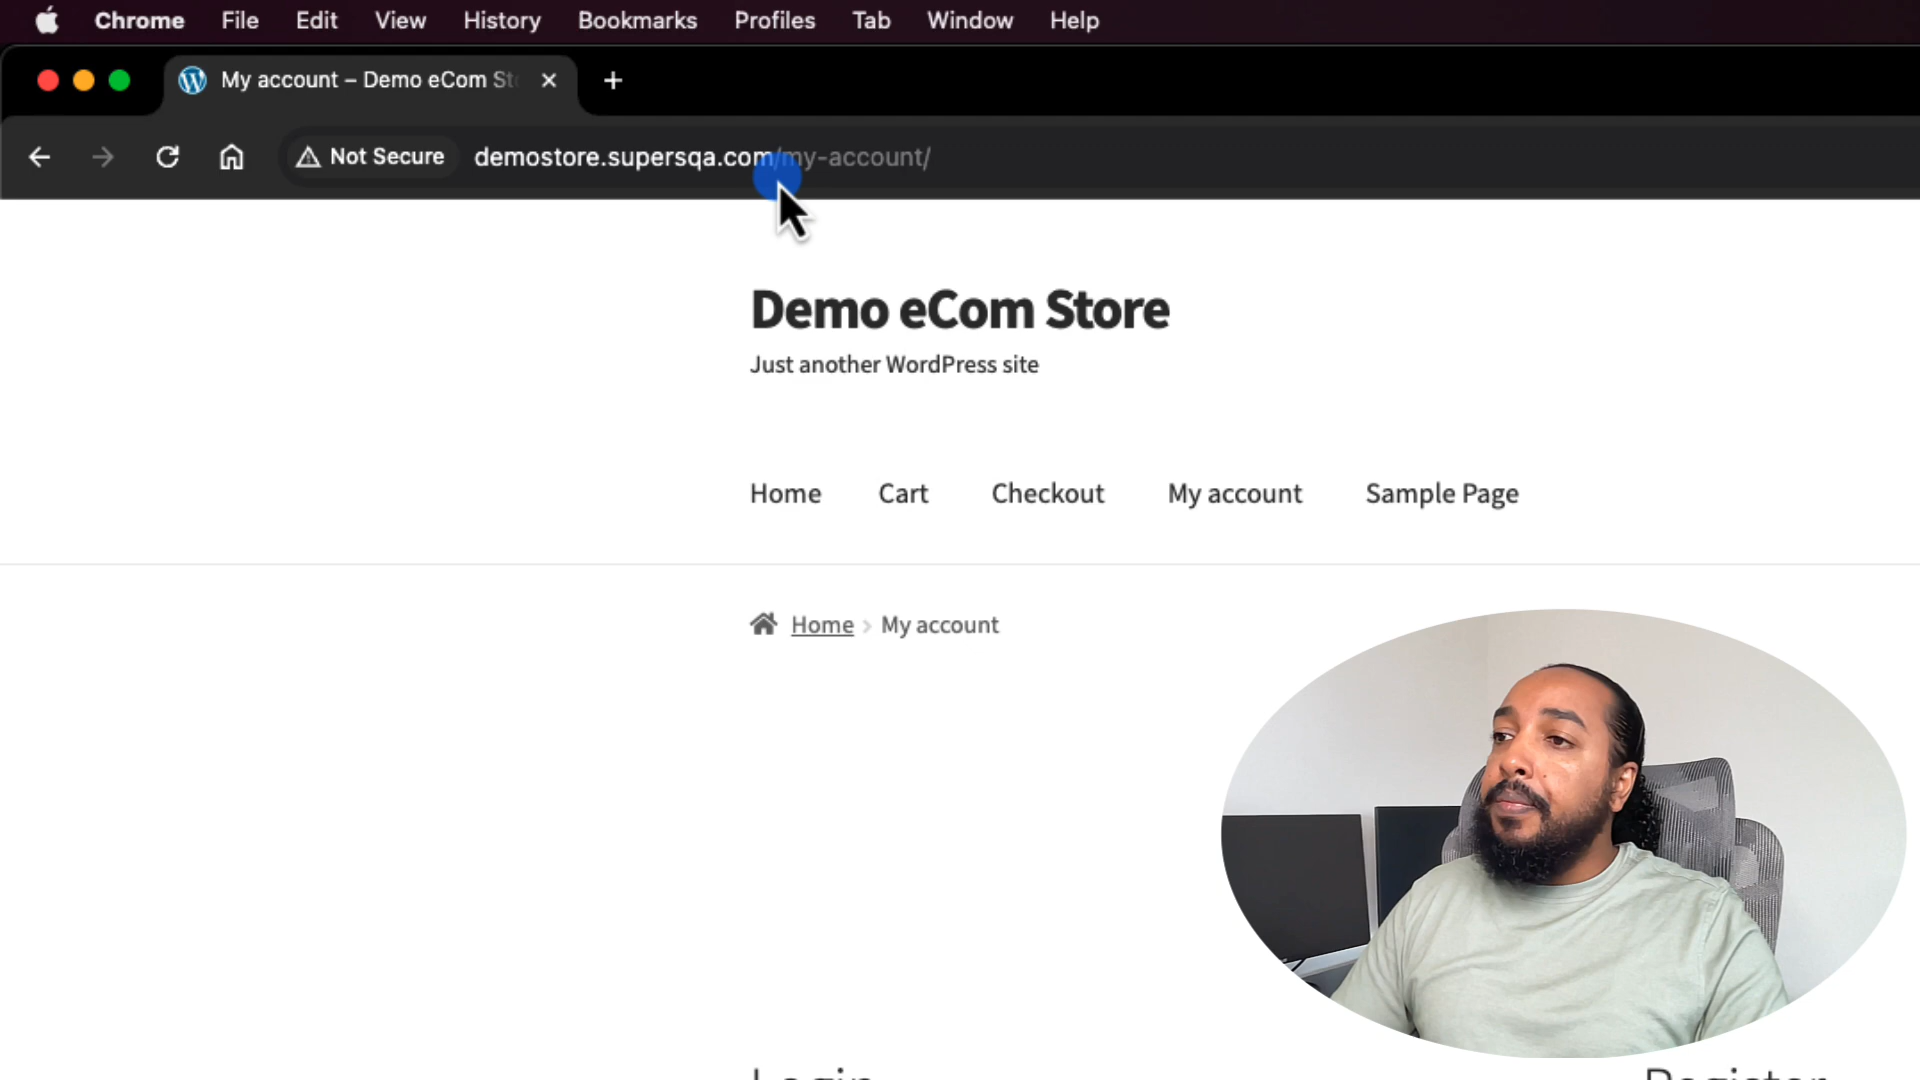 Chrome File Edit View History Bookmarks Profiles Tab Window Help
My account – Demo eCom St
Not Secure demostore.supersqa.com/my-account/
Demo eCom Store
Just another WordPress site
Home Cart Checkout My account Sample Page
Home My account
Login Register